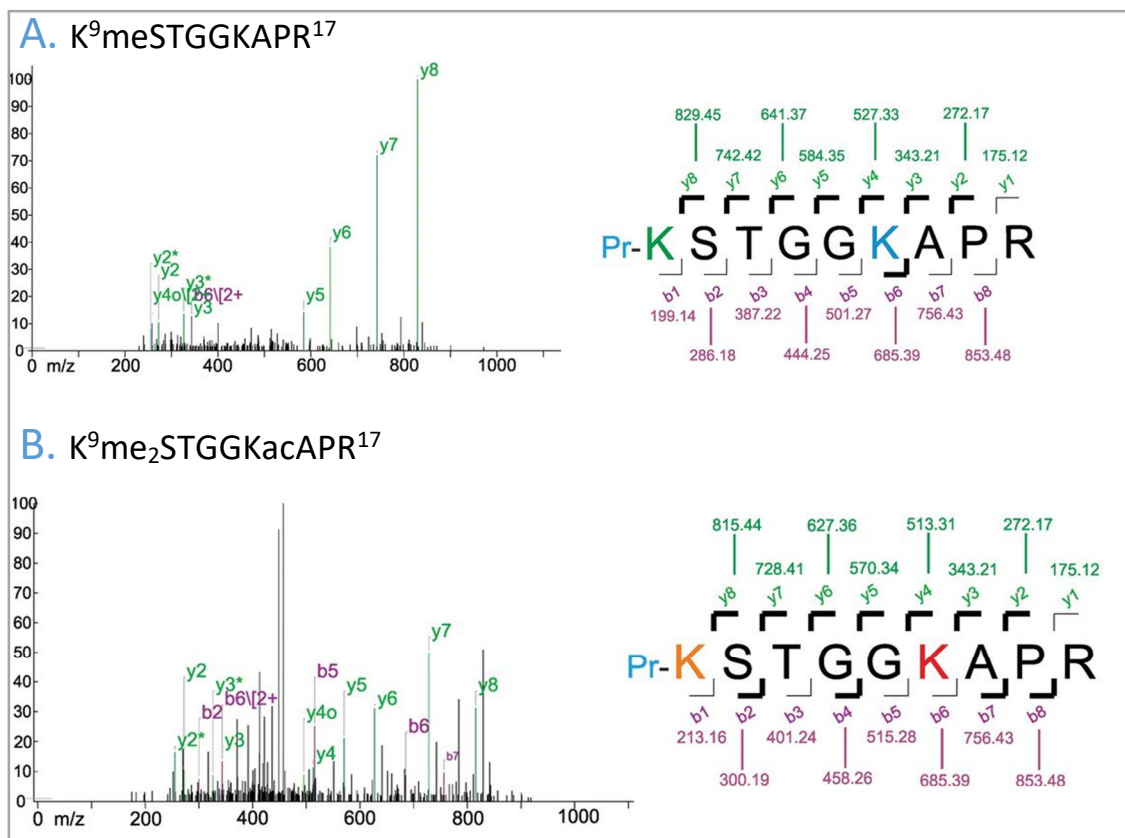 A. K⁹meSTGGKAPR¹⁷
100
90
80
70
60
50
40
30
20
10
0
0 m/z 200 400 600 800 1000
y8
y7
y6
y2*
y2
y3*
y4o\[2 b6\[2+
y3
y5
829.45 641.37 527.33 272.17
742.42 584.35 343.21 175.12
y8 y7 y6 y5 y4 y3 y2 y1
Pr-KSTGGKAPR
b1 b2 b3 b4 b5 b6 b7 b8
199.14 387.22 501.27 756.43
286.18 444.25 685.39 853.48
B. K⁹me₂STGGKacAPR¹⁷
100
90
80
70
60
50
40
30
20
10
0
0 m/z 200 400 600 800 1000
y7
y2 b5
y3* y5 y8
b2 b6\[2+ y4o y6
b6
y2* y3 y4 b7
815.44 627.36 513.31 272.17
728.41 570.34 343.21 175.12
y8 y7 y6 y5 y4 y3 y2 y1
Pr-KSTGGKAPR
b1 b2 b3 b4 b5 b6 b7 b8
213.16 401.24 515.28 756.43
300.19 458.26 685.39 853.48